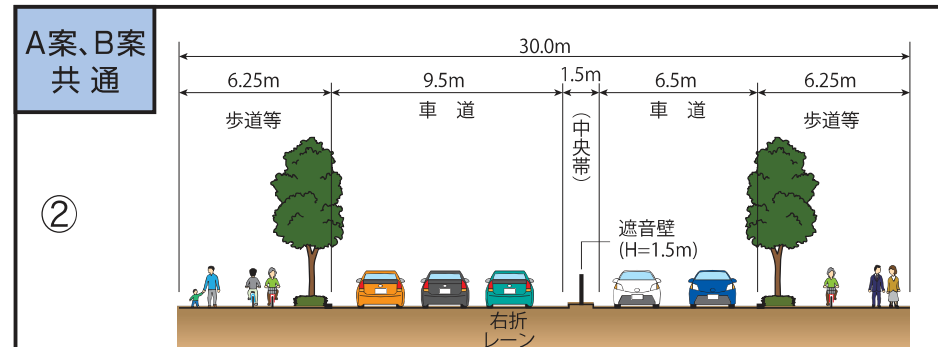 A案、B案
共 通
②
30.0m
6.25m
9.5m
1.5m
6.5m
6.25m
歩道等
車 道
(中央帯)
車 道
歩道等
遮音壁
(H=1.5m)
右折
レーン